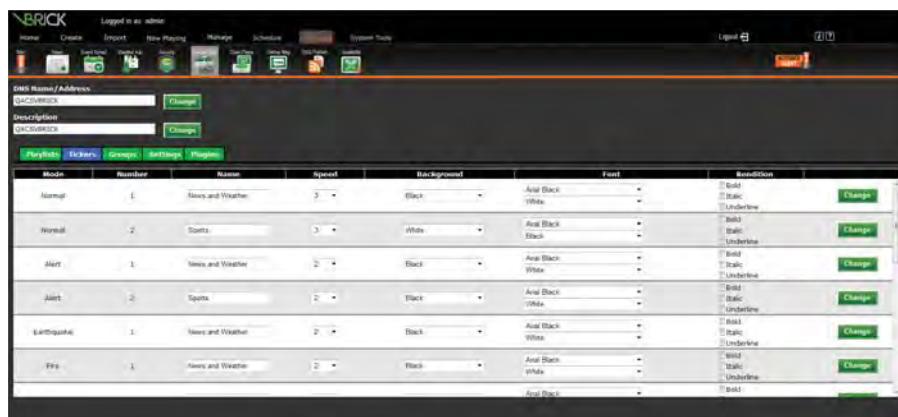 VBRICK Logged in as: admin
Home Create Import Now Playing Manage Schedule System Tools Logout
ALERT
DNS Name/Address
QACSVBRICK Change
Description
QACSVBRICK Change
Playlists Tickers Groups Settings Plugins
Mode Number Name Speed Background Font Rendition
Normal 1 News and Weather 3 Black Arial Black White Bold Italic Underline Change
Normal 2 Sports 3 White Arial Black Black Bold Italic Underline Change
Alert 1 News and Weather 2 Black Arial Black White Bold Italic Underline Change
Alert 2 Sports 2 Black Arial Black White Bold Italic Underline Change
Earthquake 1 News and Weather 2 Black Arial Black White Bold Italic Underline Change
Fire 1 News and Weather 2 Black Arial Black White Bold Italic Underline Change
Arial Black Bold